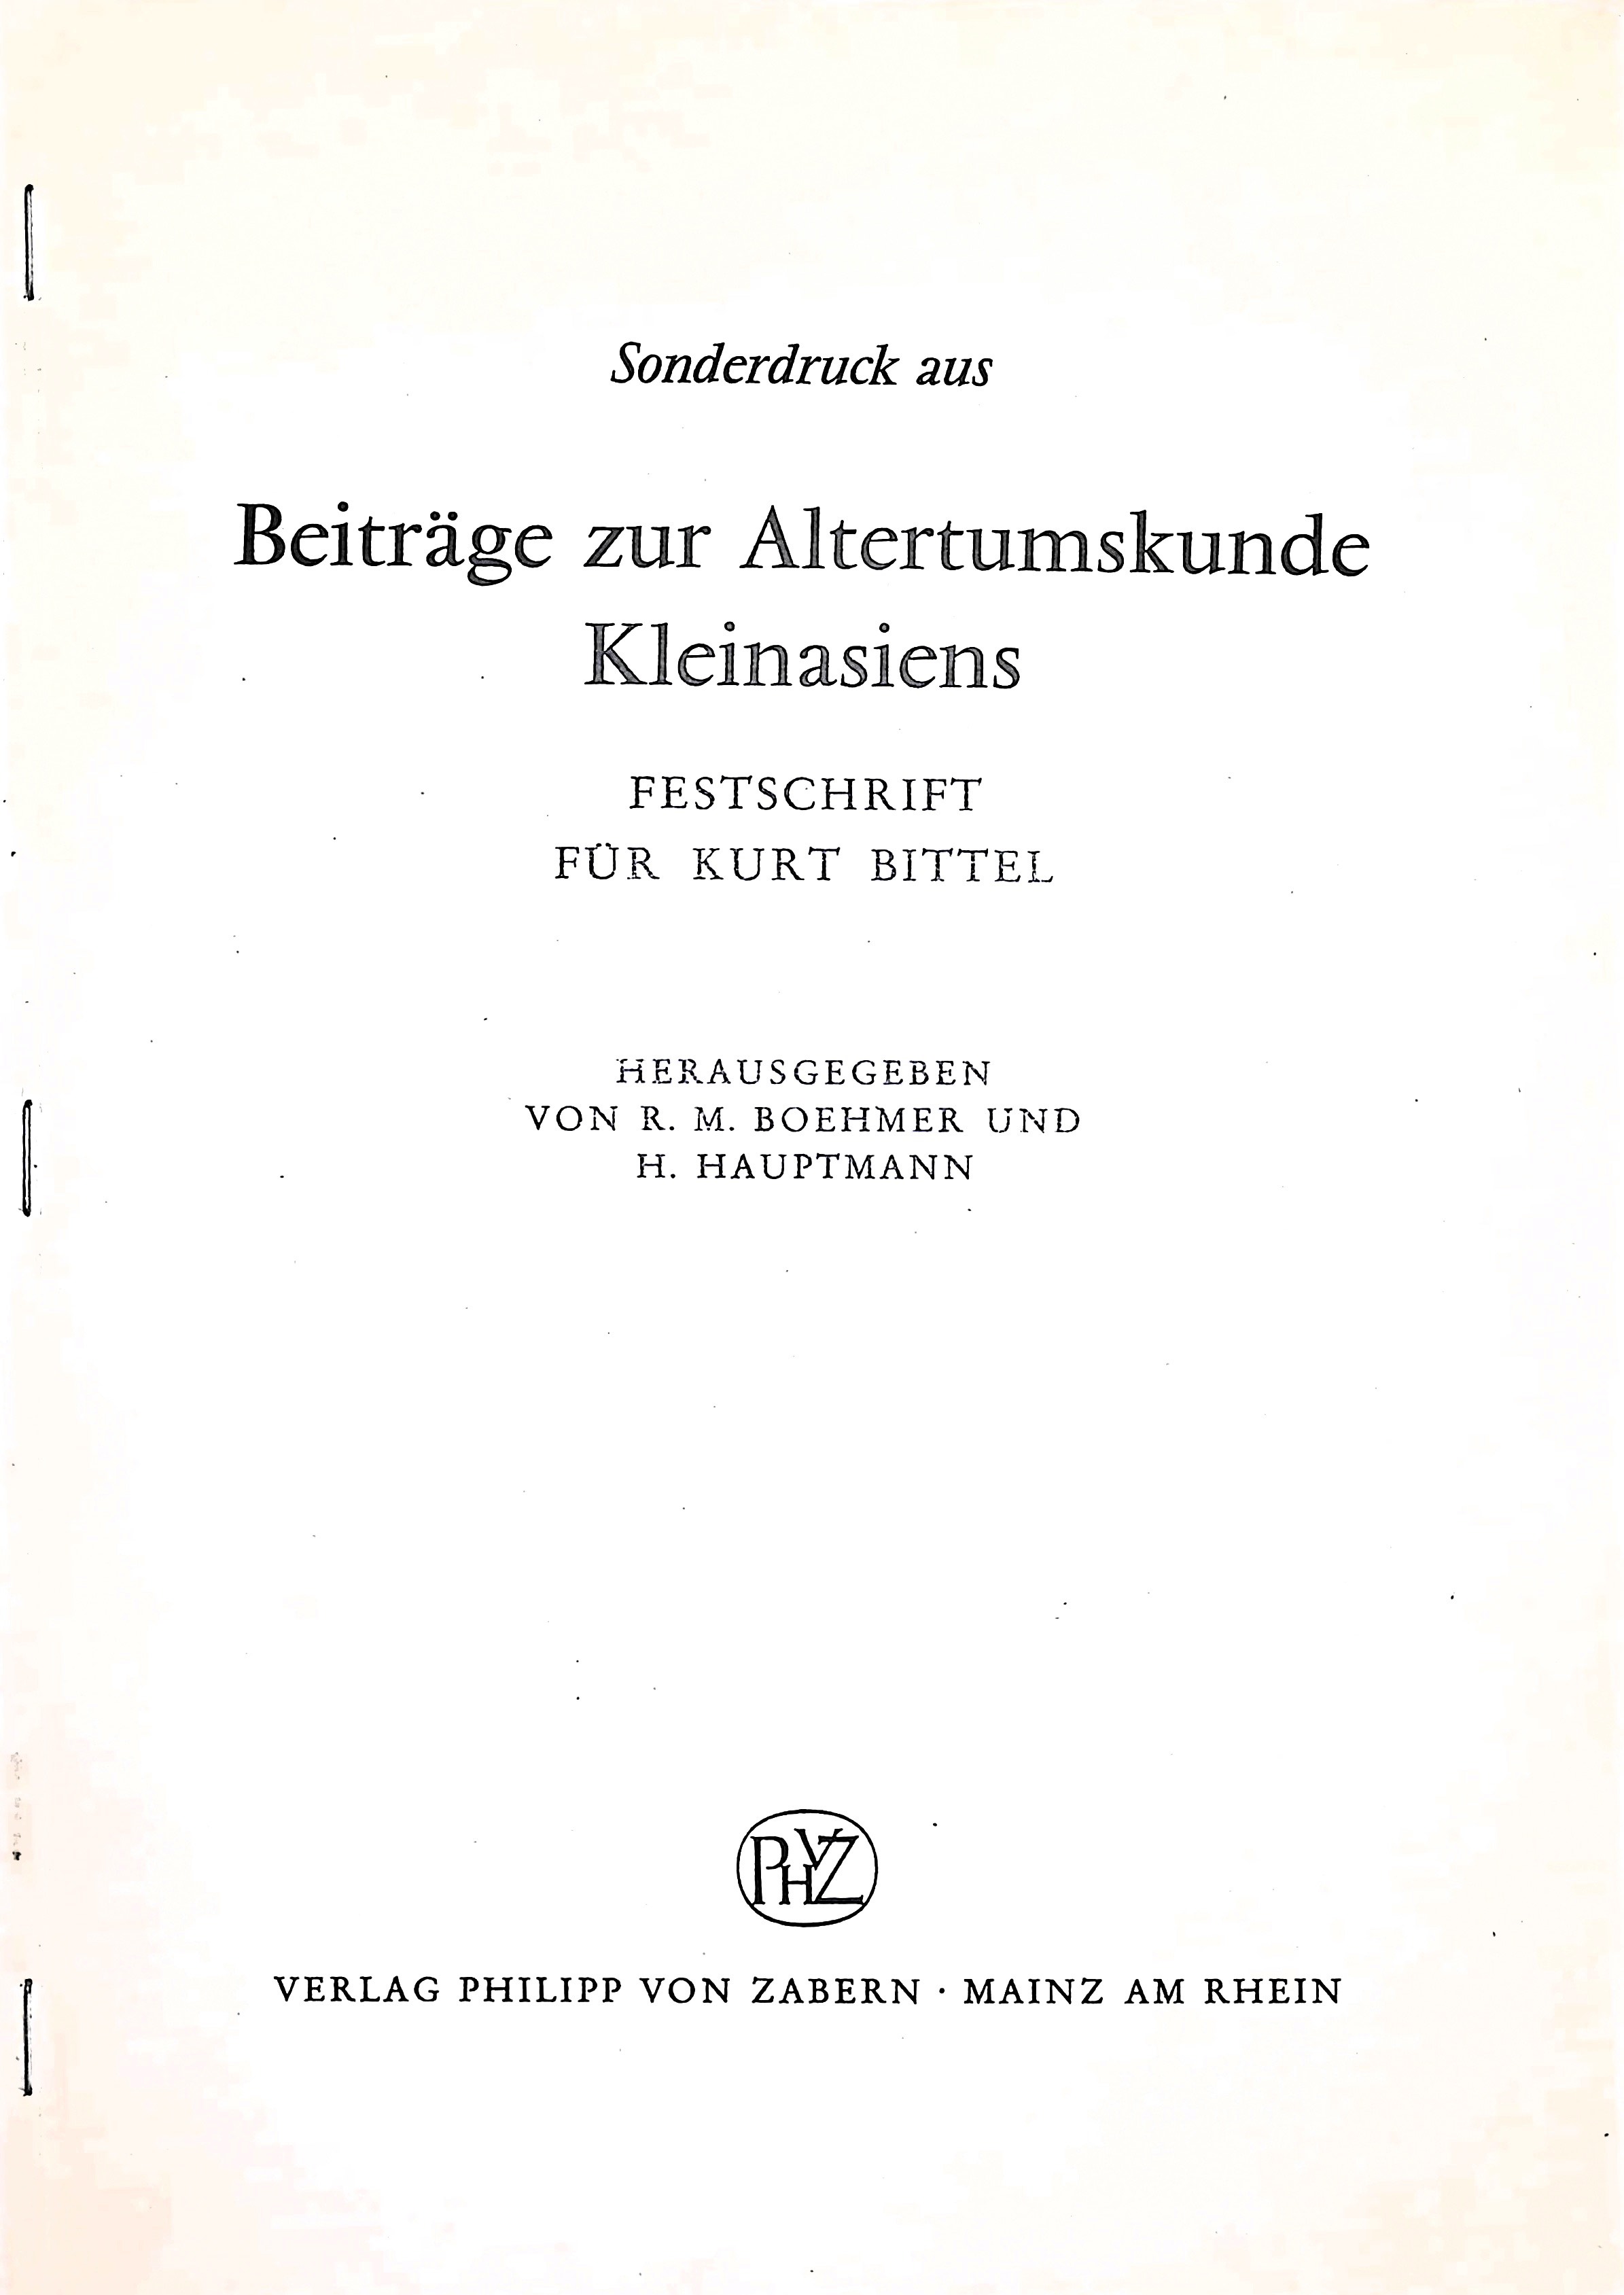 Sonderdruck aus
Beiträge zur Altertumskunde
Kleinasiens
FESTSCHRIFT
FÜR KURT BITTEL
HERAUSGEGEBEN
VON R. M. BOEHMER UND
H. HAUPTMANN
PHVZ
VERLAG PHILIPP VON ZABERN · MAINZ AM RHEIN